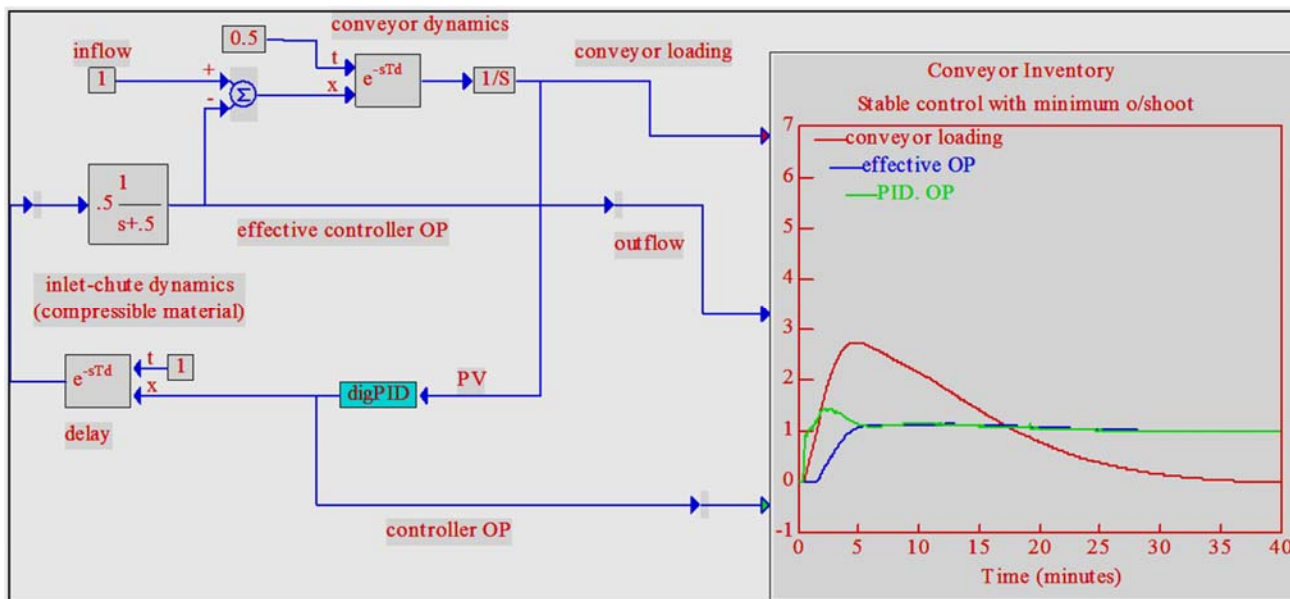 conveyor dynamics
inflow
0.5
t
1
+
-
Σ
x
e-sTd
1/S
conveyor loading
.5 1
s+.5
effective controller OP
outflow
inlet-chute dynamics
(compressible material)
e-sTd
t
1
x
digPID
PV
delay
controller OP
Conveyor Inventory
Stable control with minimum o/shoot
conveyor loading
effective OP
PID. OP
7
6
5
4
3
2
1
0
-1
0 5 10 15 20 25 30 35 40
Time (minutes)